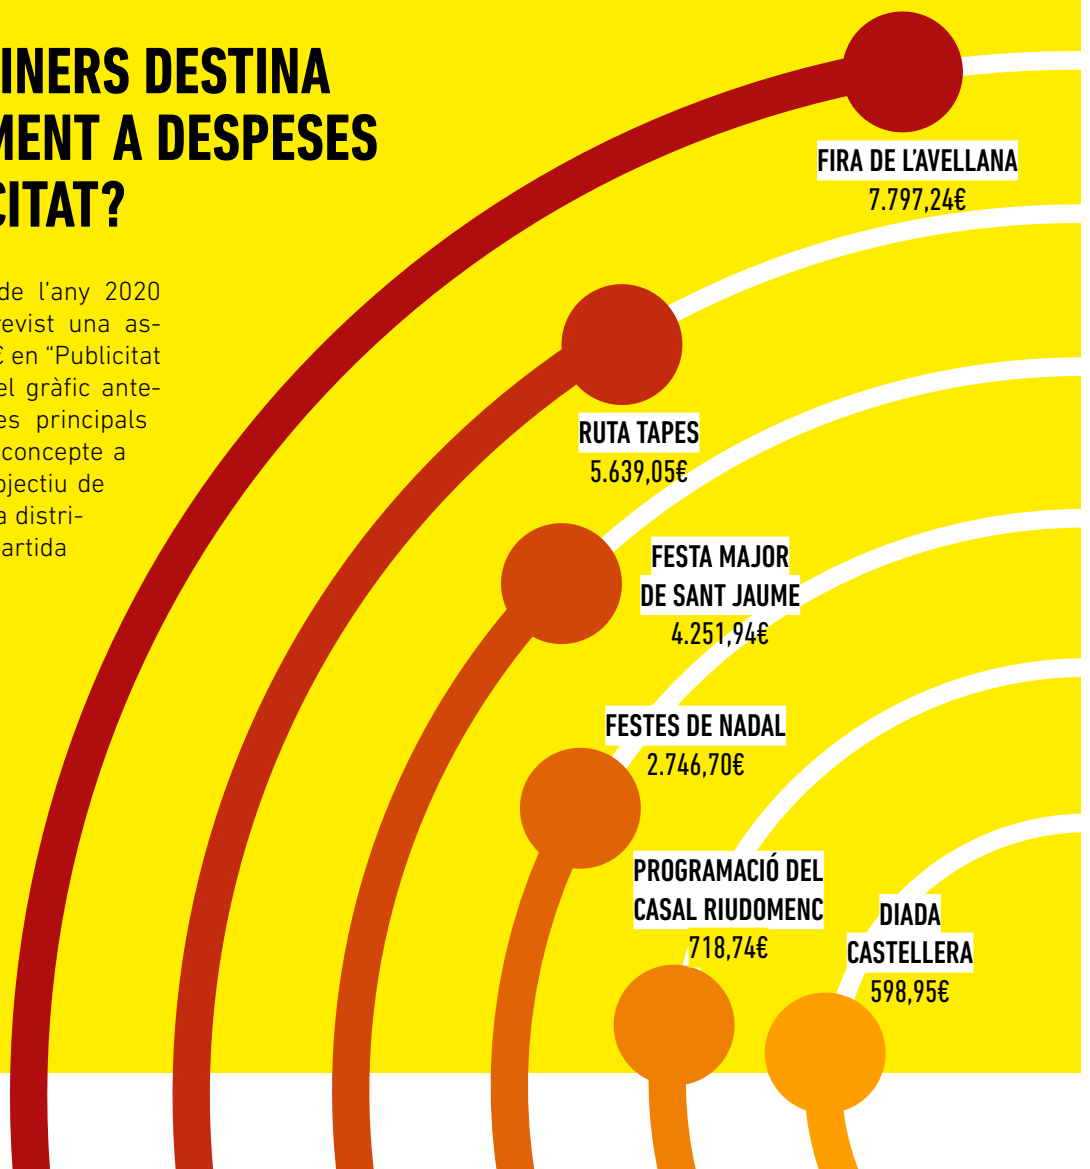 INERS DESTINA
MENT A DESPESES
CITAT?
de l'any 2020
revist una as-
€ en “Publicitat
el gràfic ante-
es principals
concepte a
bjectiu de
a distri-
artida
FIRA DE L'AVELLANA
7.797,24€
RUTA TAPES
5.639,05€
FESTA MAJOR
DE SANT JAUME
4.251,94€
FESTES DE NADAL
2.746,70€
PROGRAMACIÓ DEL
CASAL RIUDOMENC
718,74€
DIADA
CASTELLERA
598,95€